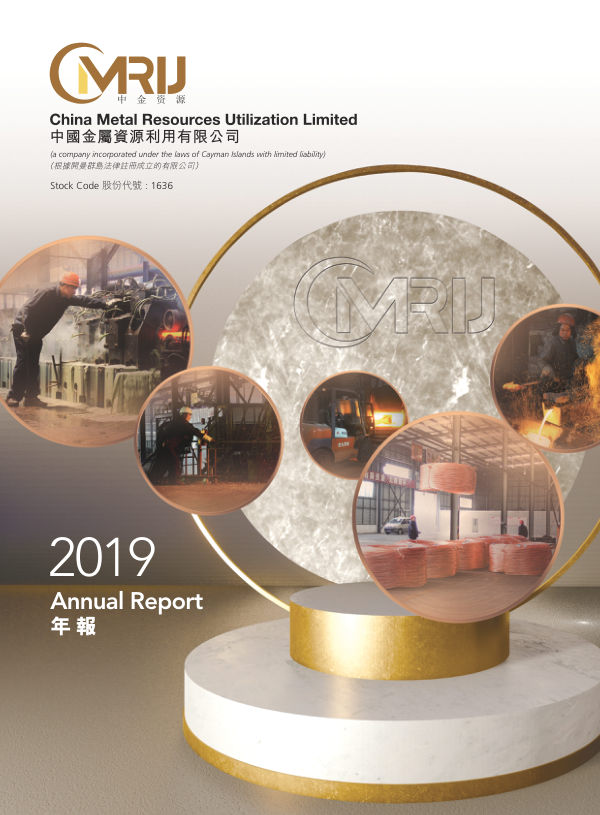 CMRU
中金资源
China Metal Resources Utilization Limited
中國金屬資源利用有限公司
(a company incorporated under the laws of Cayman Islands with limited liability)
(根據開曼群島法律註冊成立的有限公司)
Stock Code 股份代號 : 1636
CMRU
2019
Annual Report
年報